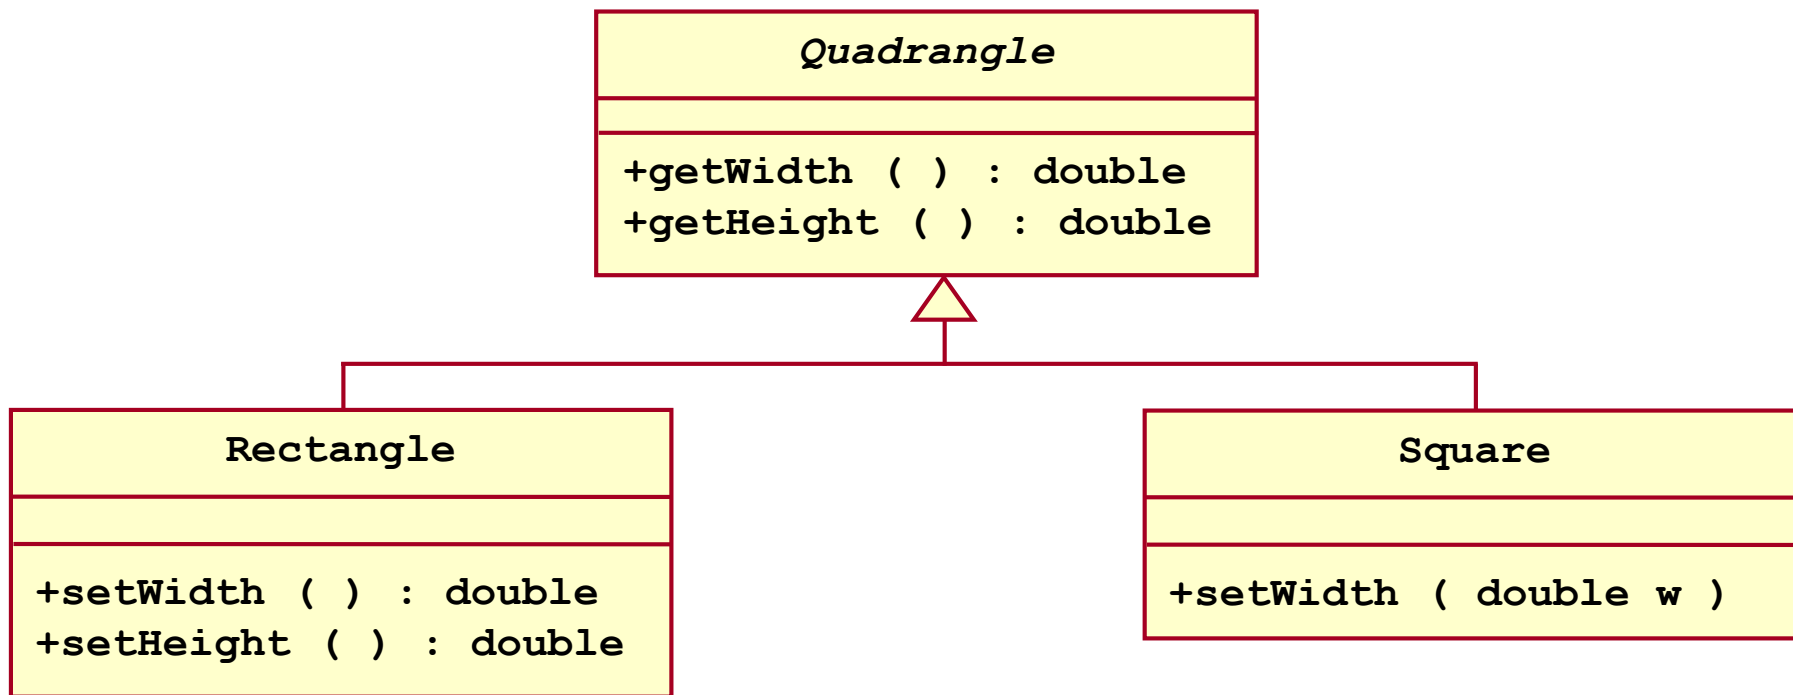 Quadrangle
+getWidth ( ) : double
+getHeight ( ) : double
Rectangle
+setWidth ( ) : double
+setHeight ( ) : double
Square
+setWidth ( double w )